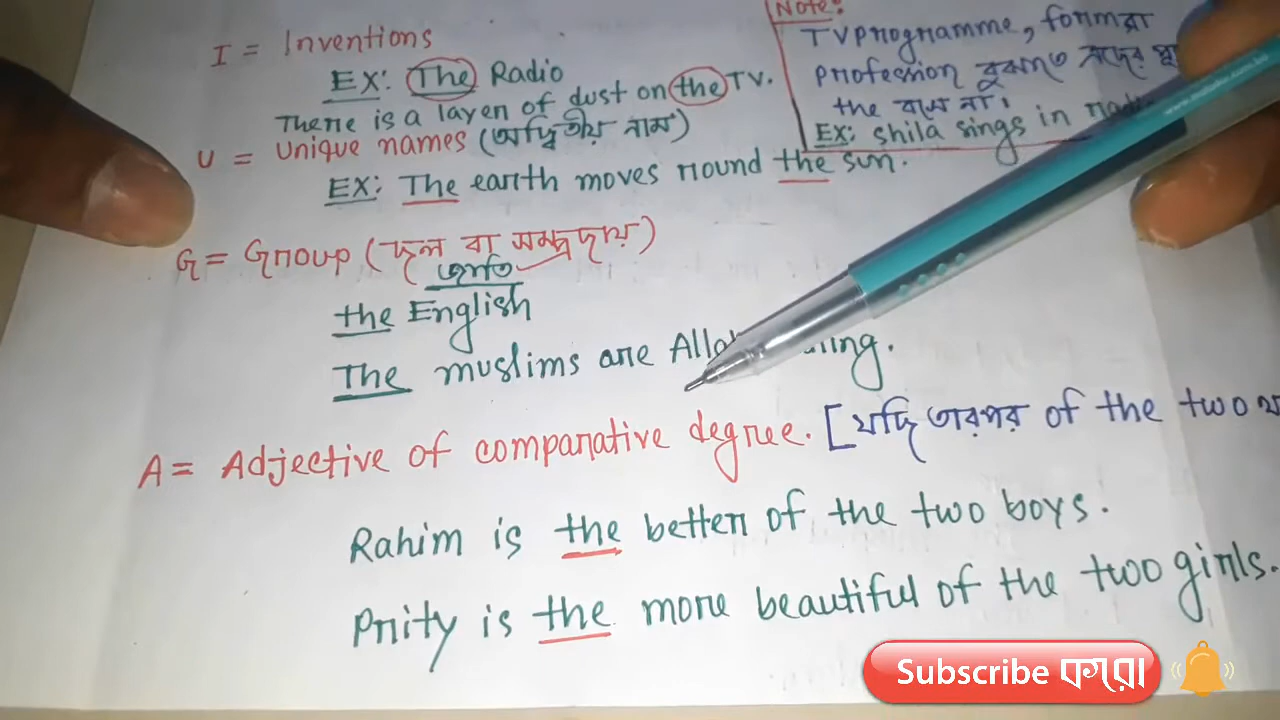 I = Inventions
EX: The Radio
There is a layer of dust on the TV.
U = Unique names (অদ্বিতীয় নাম)
EX: The earth moves round the sun.
Note:
TV programme, formরা
profession বুঝাতে
the বসে না।
EX: Shila sings in
G = Group (দল বা সম্প্রদায়)
জাতি
the English
The muslims are
A = Adjective of comparative degree. [যদি তারপর of the two
Rahim is the better of the two boys.
Prity is the more beautiful of the two girls.
Subscribe করো